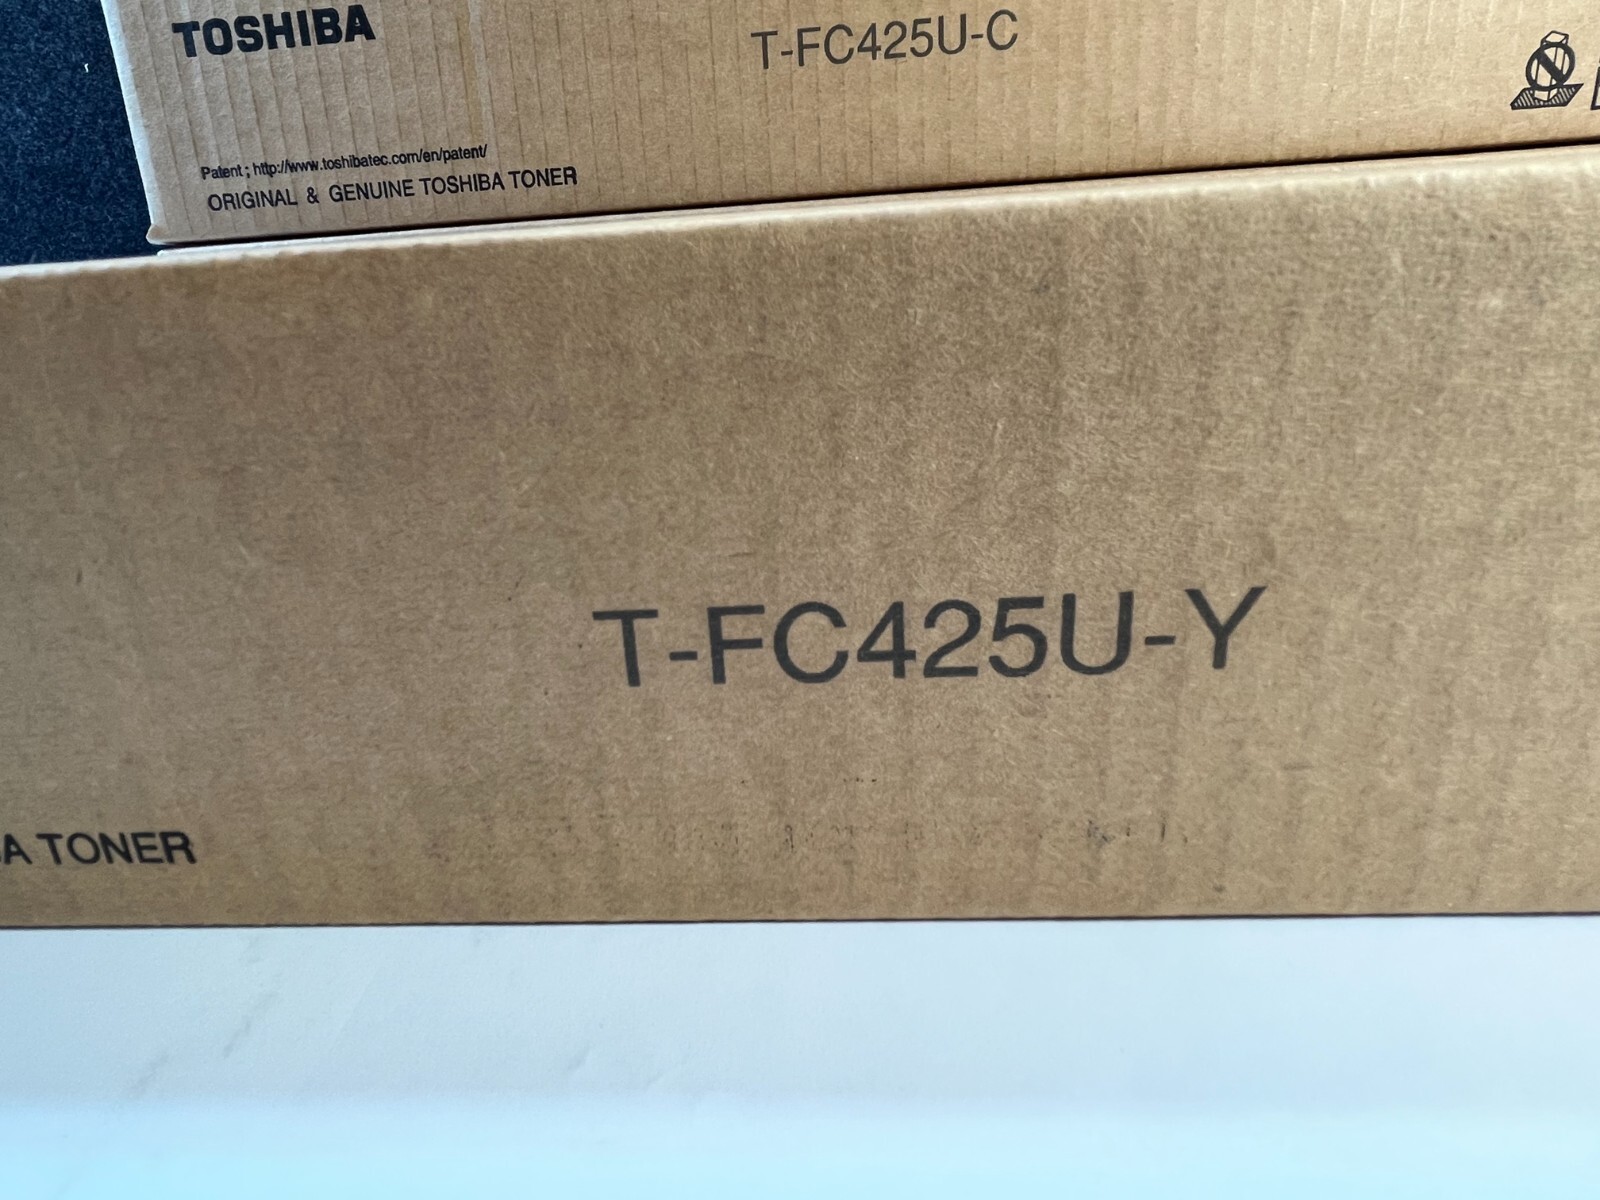 TOSHIBA
T-FC425U-C
Patent ; http://www.toshibatec.com/en/patent/
ORIGINAL & GENUINE TOSHIBA TONER
T-FC425U-Y
A TONER